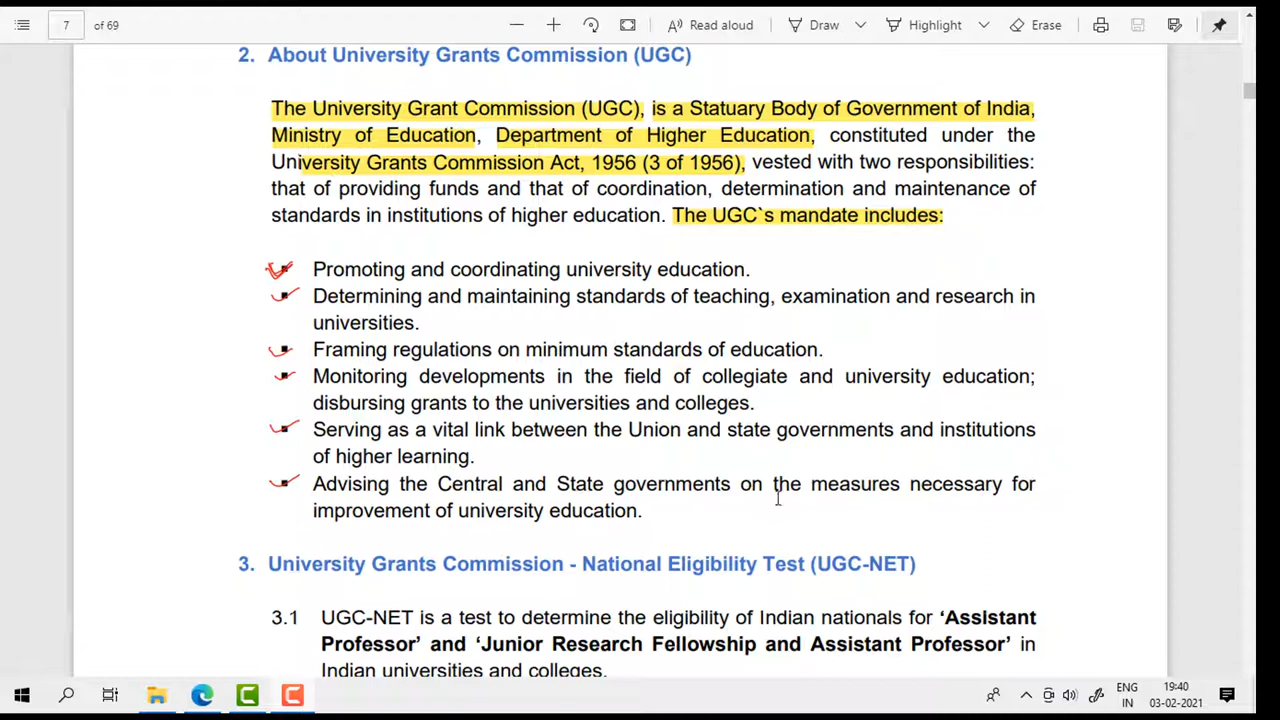 7 of 69
Read aloud
Draw
Highlight
Erase
2. About University Grants Commission (UGC)
The University Grant Commission (UGC), is a Statuary Body of Government of India,
Ministry of Education, Department of Higher Education, constituted under the
University Grants Commission Act, 1956 (3 of 1956), vested with two responsibilities:
that of providing funds and that of coordination, determination and maintenance of
standards in institutions of higher education. The UGC`s mandate includes:
Promoting and coordinating university education.
Determining and maintaining standards of teaching, examination and research in
universities.
Framing regulations on minimum standards of education.
Monitoring developments in the field of collegiate and university education;
disbursing grants to the universities and colleges.
Serving as a vital link between the Union and state governments and institutions
of higher learning.
Advising the Central and State governments on the measures necessary for
improvement of university education.
3. University Grants Commission - National Eligibility Test (UGC-NET)
3.1 UGC-NET is a test to determine the eligibility of Indian nationals for ‘Assistant
Professor’ and ‘Junior Research Fellowship and Assistant Professor’ in
Indian universities and colleges.
ENG
IN
19:40
03-02-2021